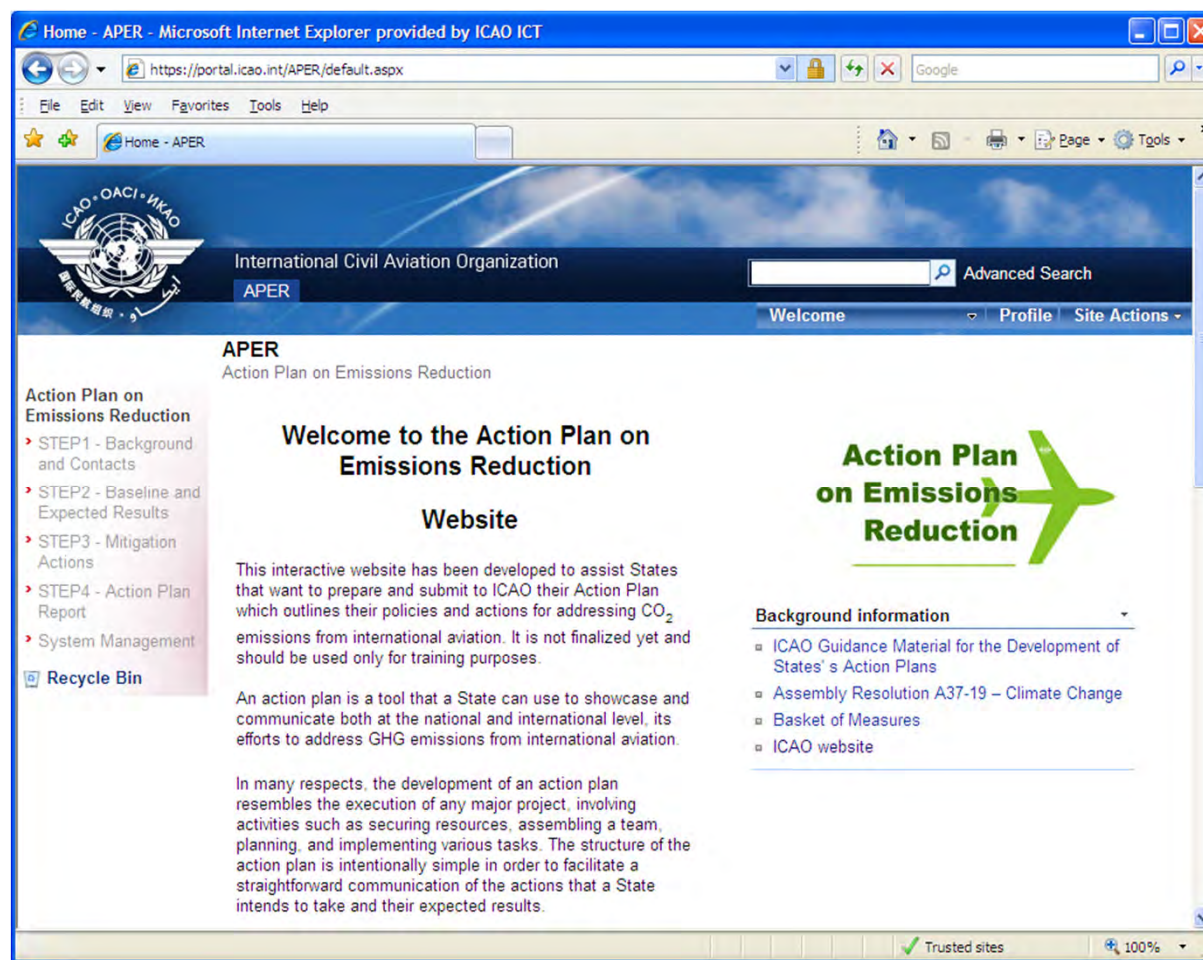 Home - APER - Microsoft Internet Explorer provided by ICAO ICT
https://portal.icao.int/APER/default.aspx
Google
File Edit View Favorites Tools Help
Home - APER
Page Tools
ICAO · OACI · ИКАО
国际民航组织
International Civil Aviation Organization
APER
Advanced Search
Welcome Profile Site Actions
APER
Action Plan on Emissions Reduction
Action Plan on
Emissions Reduction
STEP1 - Background
and Contacts
STEP2 - Baseline and
Expected Results
STEP3 - Mitigation
Actions
STEP4 - Action Plan
Report
System Management
Recycle Bin
Welcome to the Action Plan on
Emissions Reduction
Website
This interactive website has been developed to assist States
that want to prepare and submit to ICAO their Action Plan
which outlines their policies and actions for addressing CO2
emissions from international aviation. It is not finalized yet and
should be used only for training purposes.
An action plan is a tool that a State can use to showcase and
communicate both at the national and international level, its
efforts to address GHG emissions from international aviation.
In many respects, the development of an action plan
resembles the execution of any major project, involving
activities such as securing resources, assembling a team,
planning, and implementing various tasks. The structure of the
action plan is intentionally simple in order to facilitate a
straightforward communication of the actions that a State
intends to take and their expected results.
Action Plan
on Emissions
Reduction
Background information
ICAO Guidance Material for the Development of
States' s Action Plans
Assembly Resolution A37-19 – Climate Change
Basket of Measures
ICAO website
Trusted sites
100%